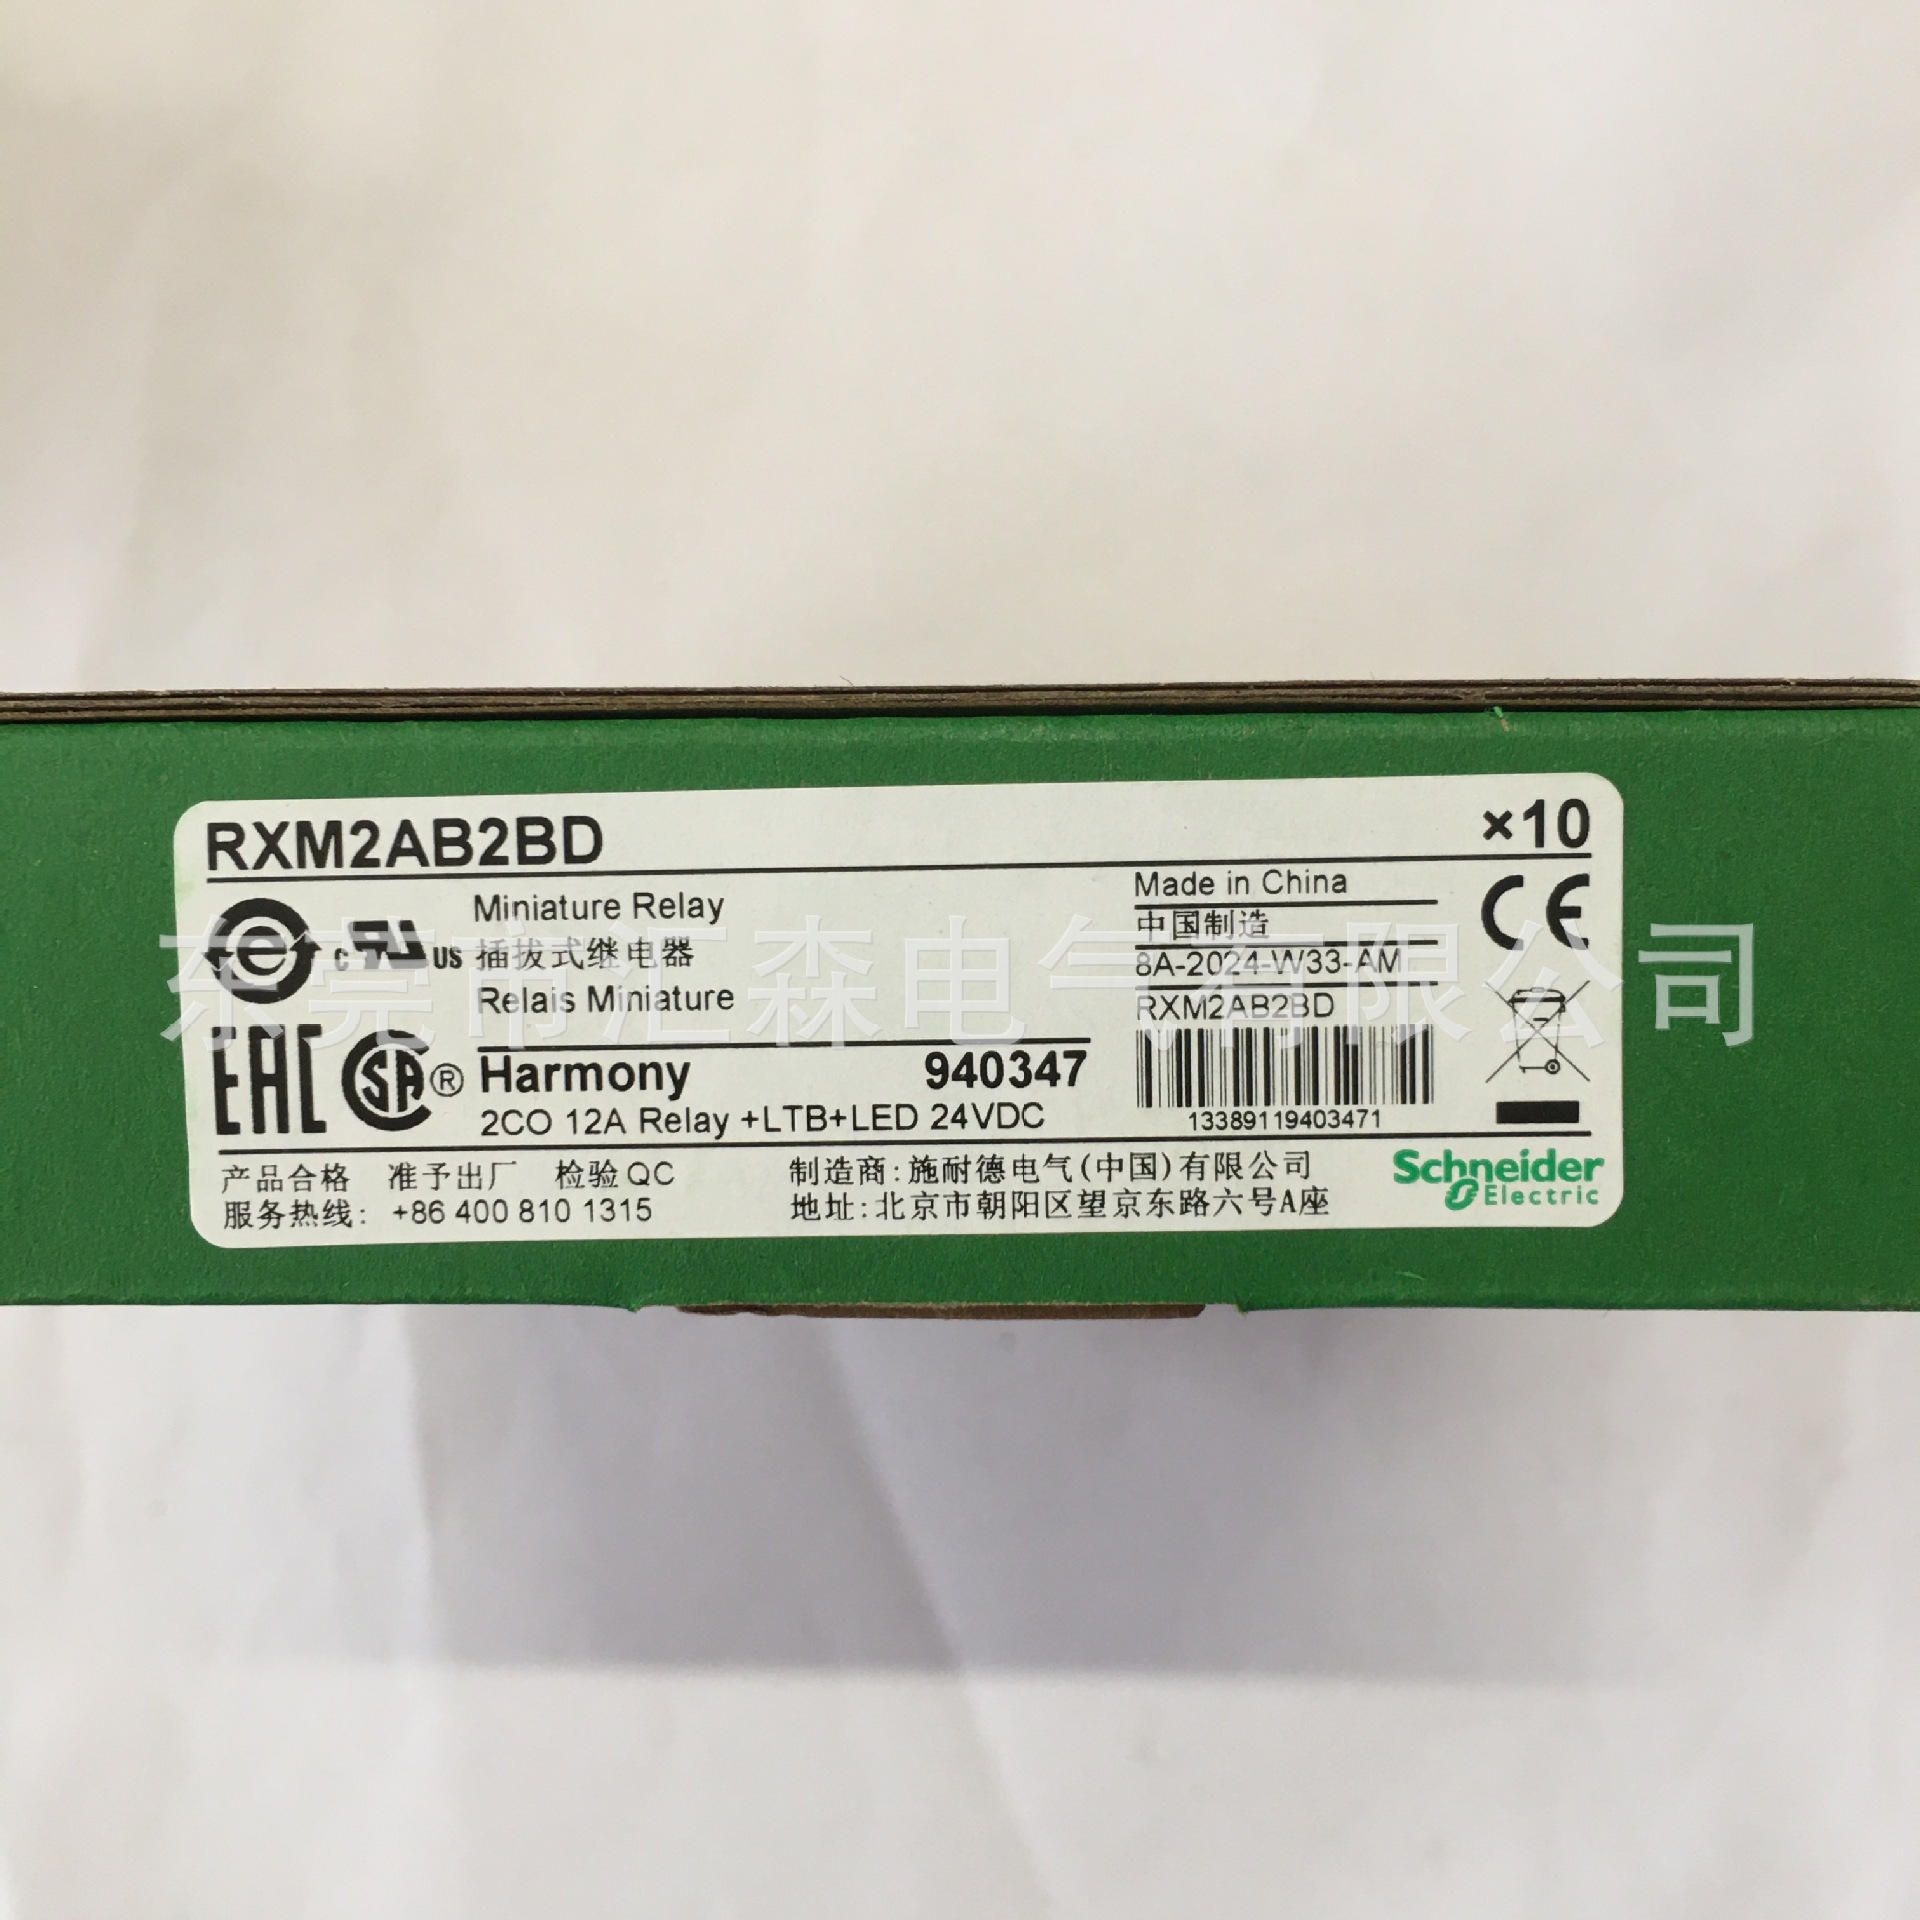 RXM2AB2BD ×10
Miniature Relay
插拔式继电器
Relais Miniature
Harmony 940347
2CO 12A Relay +LTB+LED 24VDC
Made in China
中国制造
8A-2024-W33-AM
RXM2AB2BD
13389119403471
CE
c UL US
EAC
SA ®
产品合格 准予出厂 检验QC
服务热线: +86 400 810 1315
制造商:施耐德电气(中国)有限公司
地址:北京市朝阳区望京东路六号A座
Schneider
Electric
东莞市汇森电气有限公司